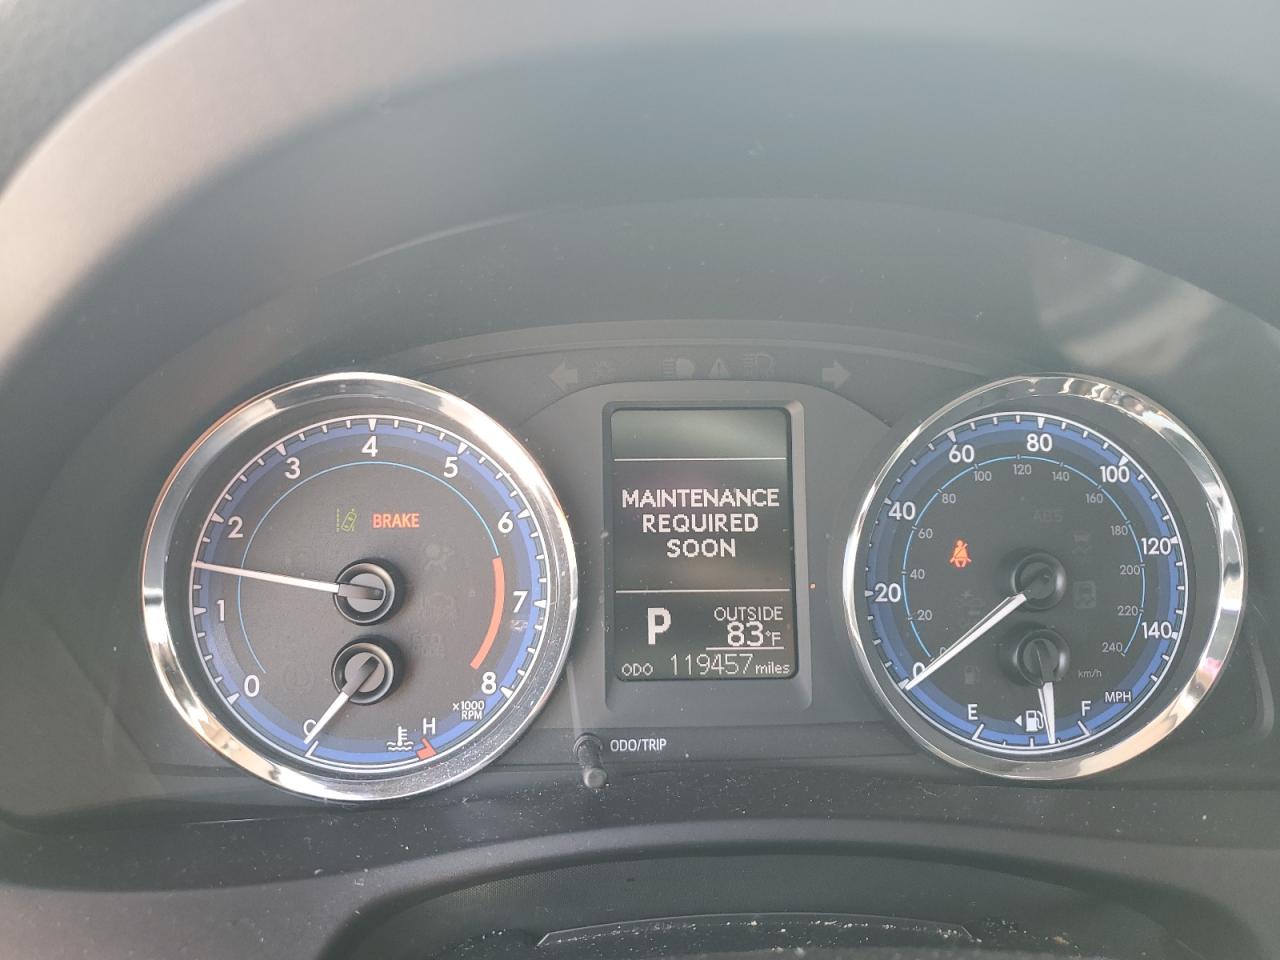 0
1
2
3
4
5
6
7
8
x1000
RPM
BRAKE
C
H
MAINTENANCE
REQUIRED
SOON
P
OUTSIDE
83°F
ODO 119457 miles
ODO/TRIP
0
20
40
60
80
100
120
140
MPH
0
20
40
60
80
100
120
140
160
180
200
220
240
km/h
ABS
E
F